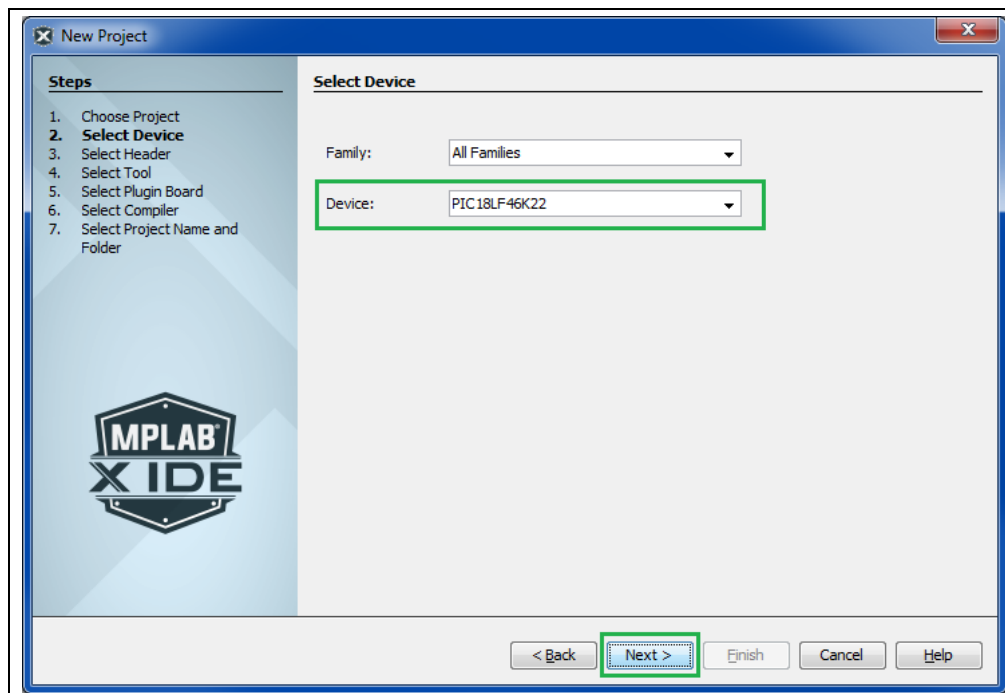 New Project
Steps
1. Choose Project
2. Select Device
3. Select Header
4. Select Tool
5. Select Plugin Board
6. Select Compiler
7. Select Project Name and
Folder
MPLAB®
X IDE
Select Device
Family: All Families
Device: PIC18LF46K22
< Back Next > Finish Cancel Help